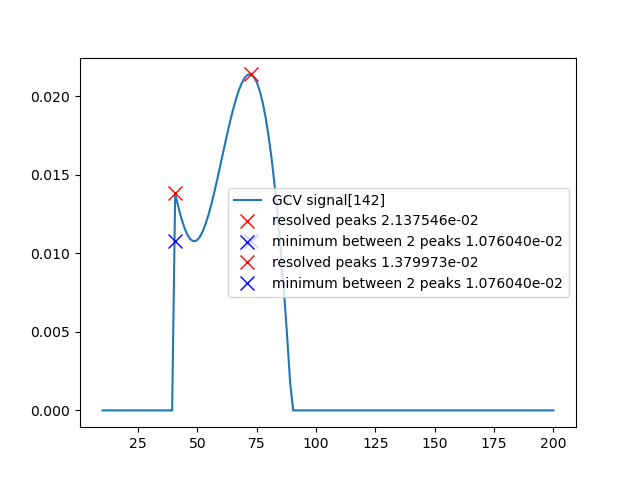 0.020
0.015
0.010
0.005
0.000
GCV signal[142]
resolved peaks 2.137546e-02
minimum between 2 peaks 1.076040e-02
resolved peaks 1.379973e-02
minimum between 2 peaks 1.076040e-02
25 50 75 100 125 150 175 200